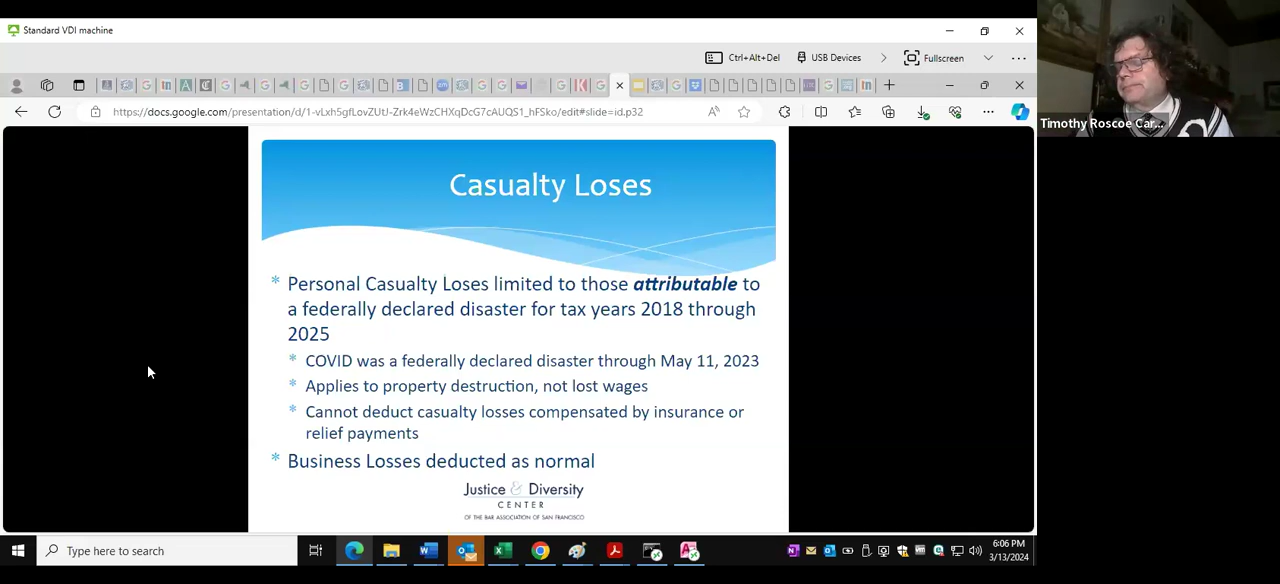 Standard VDI machine
Ctrl+Alt+Del
USB Devices
Fullscreen
https://docs.google.com/presentation/d/1-vLxh5gfLovZUtU-Zrk4eWzCHXqDcG7cAUQS1_hFSko/edit#slide=id.p32
Timothy Roscoe Car...
Casualty Loses
* Personal Casualty Loses limited to those attributable to
a federally declared disaster for tax years 2018 through
2025
* COVID was a federally declared disaster through May 11, 2023
* Applies to property destruction, not lost wages
* Cannot deduct casualty losses compensated by insurance or
relief payments
* Business Losses deducted as normal
Justice & Diversity
CENTER
OF THE BAR ASSOCIATION OF SAN FRANCISCO
Type here to search
6:06 PM
3/13/2024